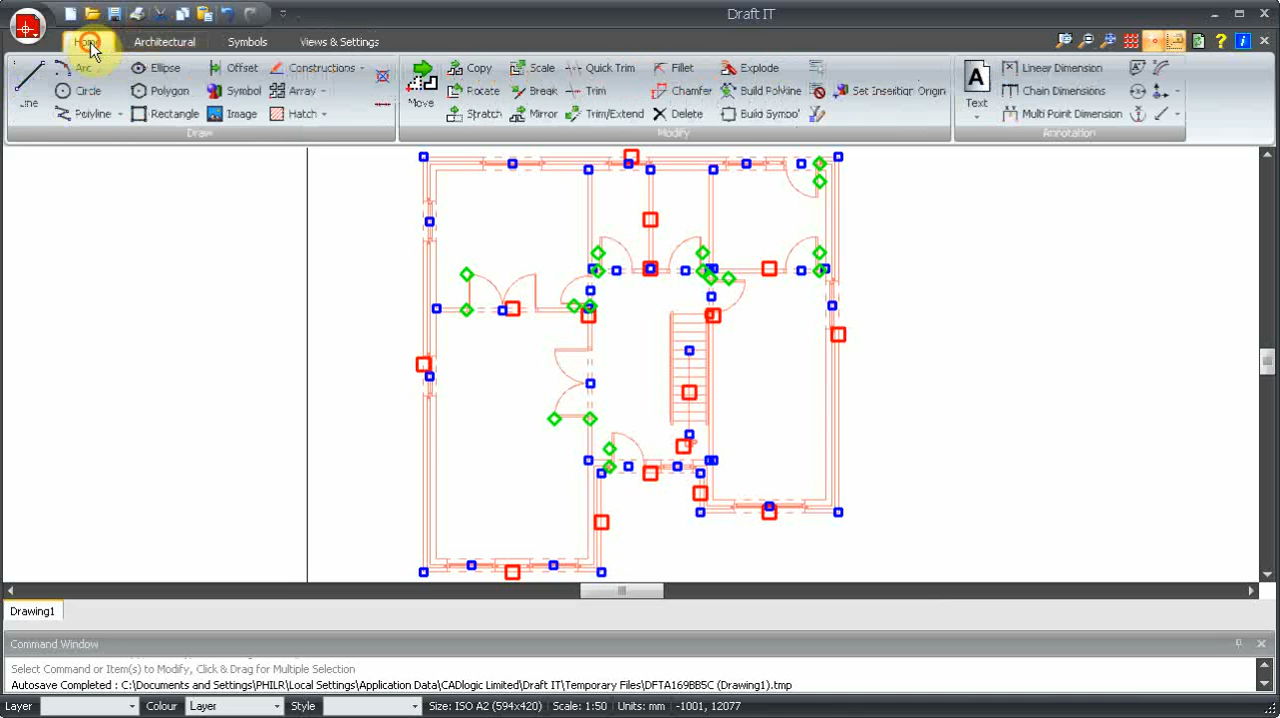 Draft IT
Home Architectural Symbols Views & Settings
Line Arc Ellipse Offset Constructions
Circle Polygon Symbol Array
Polyline Rectangle Image Hatch
Draw
Move Copy Scale Quick Trim Fillet Explode
Rotate Break Trim Chamfer Build Polyline Set Insertion Origin
Stretch Mirror Trim/Extend Delete Build Symbol
Modify
Text Linear Dimension
Chain Dimensions
Multi Point Dimension
Annotation
Drawing1
Command Window
Select Command or Item(s) to Modify, Click & Drag for Multiple Selection
Autosave Completed : C:\Documents and Settings\PHILR\Local Settings\Application Data\CADlogic Limited\Draft IT\Temporary Files\DFTA169BB5C (Drawing1).tmp
Layer Colour Layer Style Size: ISO A2 (594x420) Scale: 1:50 Units: mm -1001, 12077